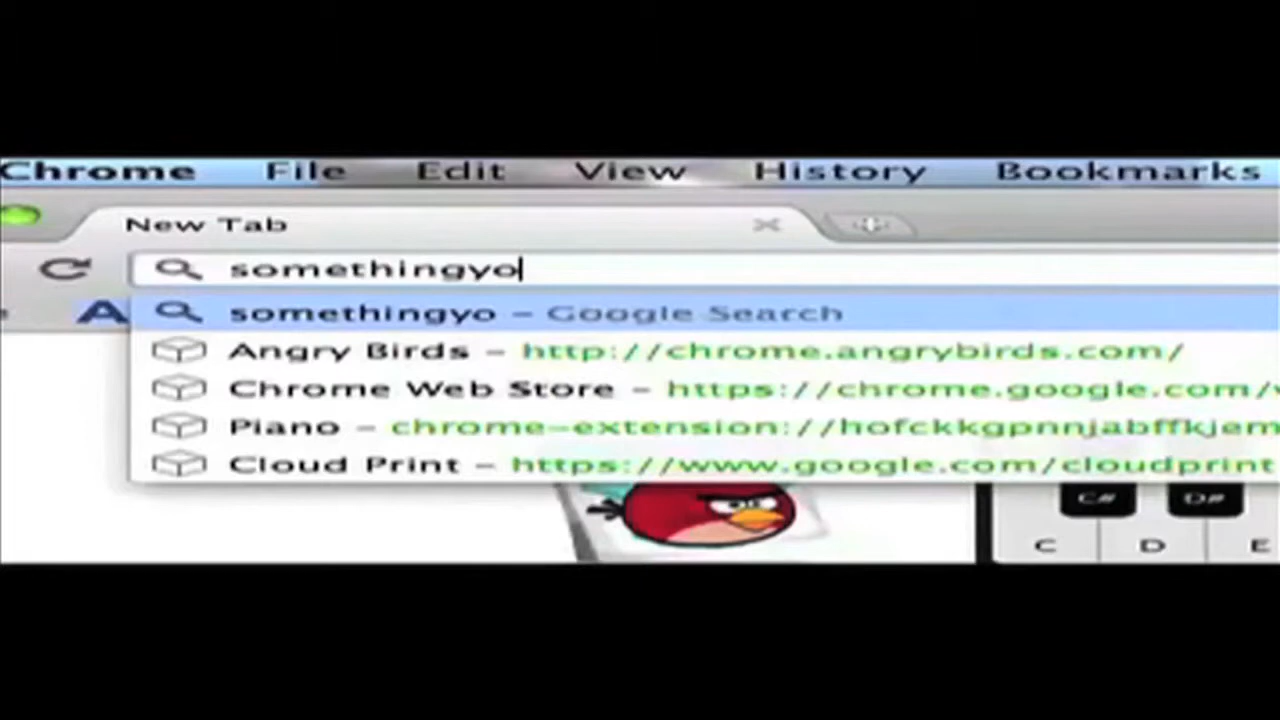 Chrome File Edit View History Bookmarks
New Tab
somethingyo
somethingyo – Google Search
Angry Birds – http://chrome.angrybirds.com/
Chrome Web Store – https://chrome.google.com/
Piano – chrome-extension://hofckkgpnnjabffkjem
Cloud Print – https://www.google.com/cloudprint
C# D#
C D E